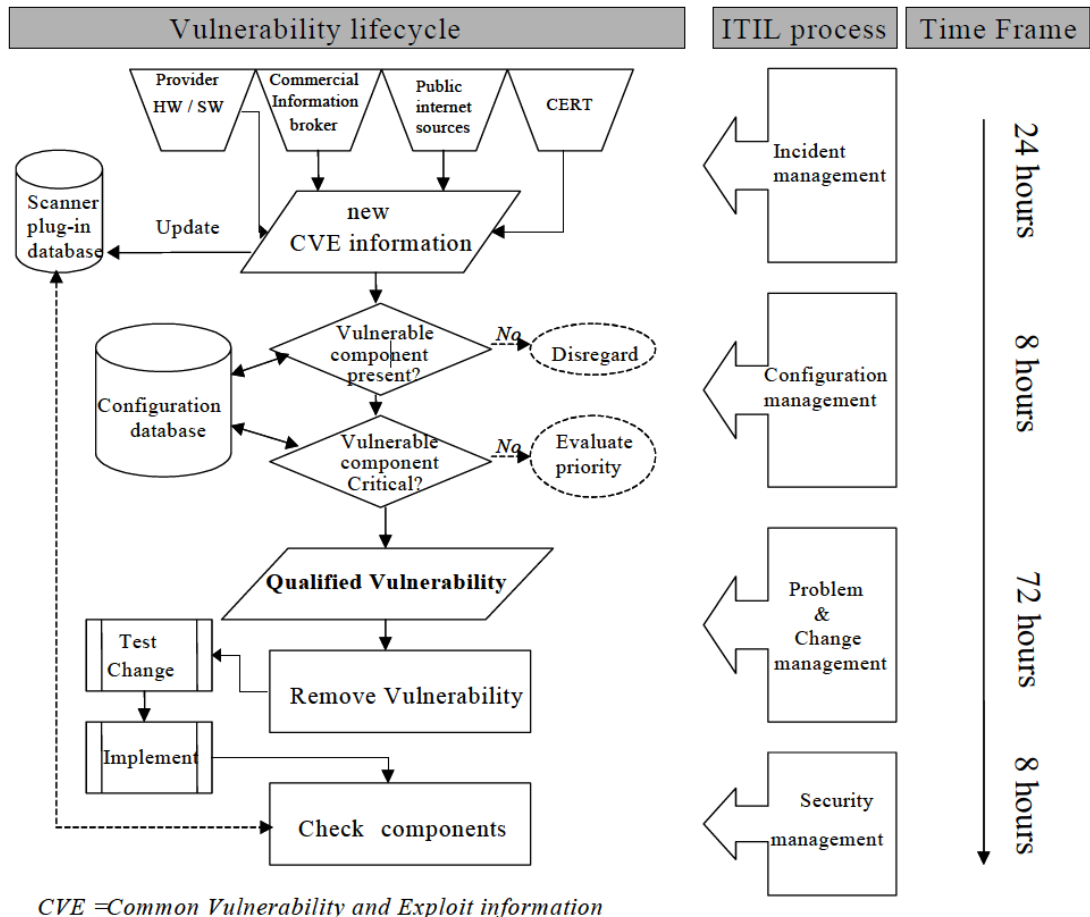 Vulnerability lifecycle
ITIL process
Time Frame
Provider
HW / SW
Commercial
Information
broker
Public
internet
sources
CERT
Scanner
plug-in
database
Update
new
CVE information
Incident
management
24 hours
Vulnerable
component
present?
No
Disregard
Configuration
database
Configuration
management
8 hours
Vulnerable
component
Critical?
No
Evaluate
priority
Qualified Vulnerability
Problem
&
Change
management
72 hours
Test
Change
Remove Vulnerability
Implement
Check components
Security
management
8 hours
CVE =Common Vulnerability and Exploit information